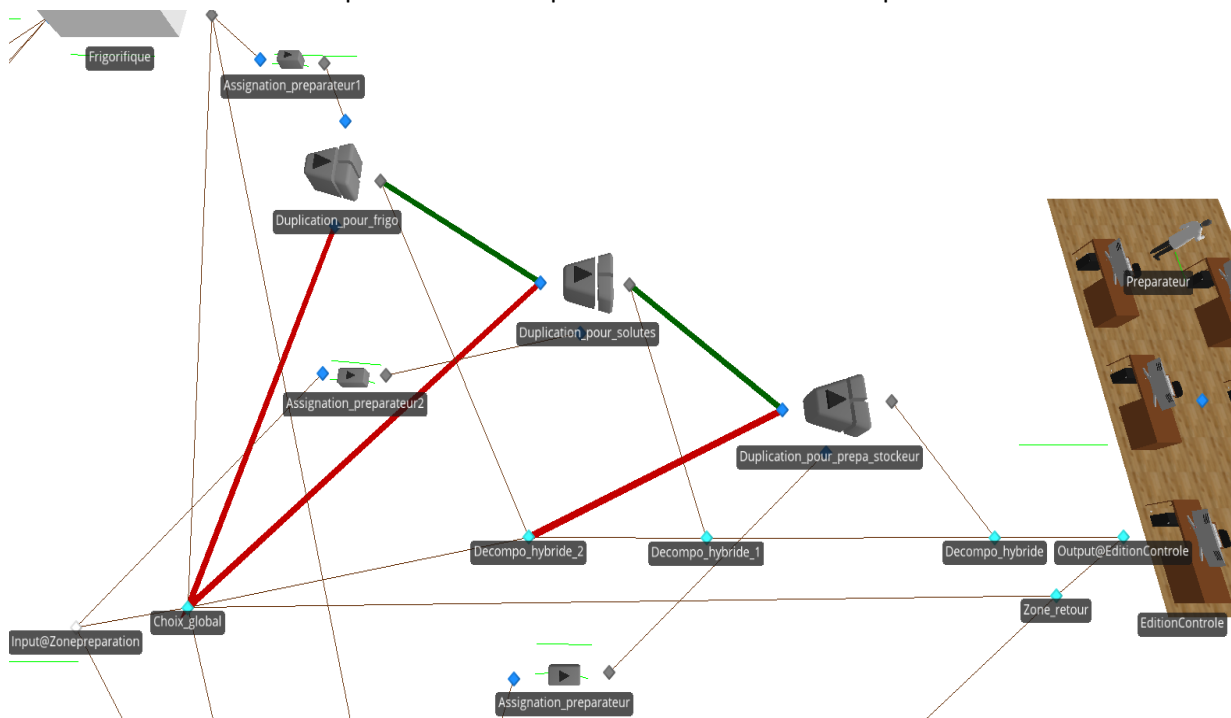 Frigorifique
Assignation_preparateur1
Duplication_pour_frigo
Preparateur
Duplication_pour_solutes
Assignation_preparateur2
Duplication_pour_prepa_stockeur
Decompo_hybride_2
Decompo_hybride_1
Decompo_hybride
Output@EditionControle
Zone_retour
Choix_global
EditionControle
Input@Zonepreparation
Assignation_preparateur